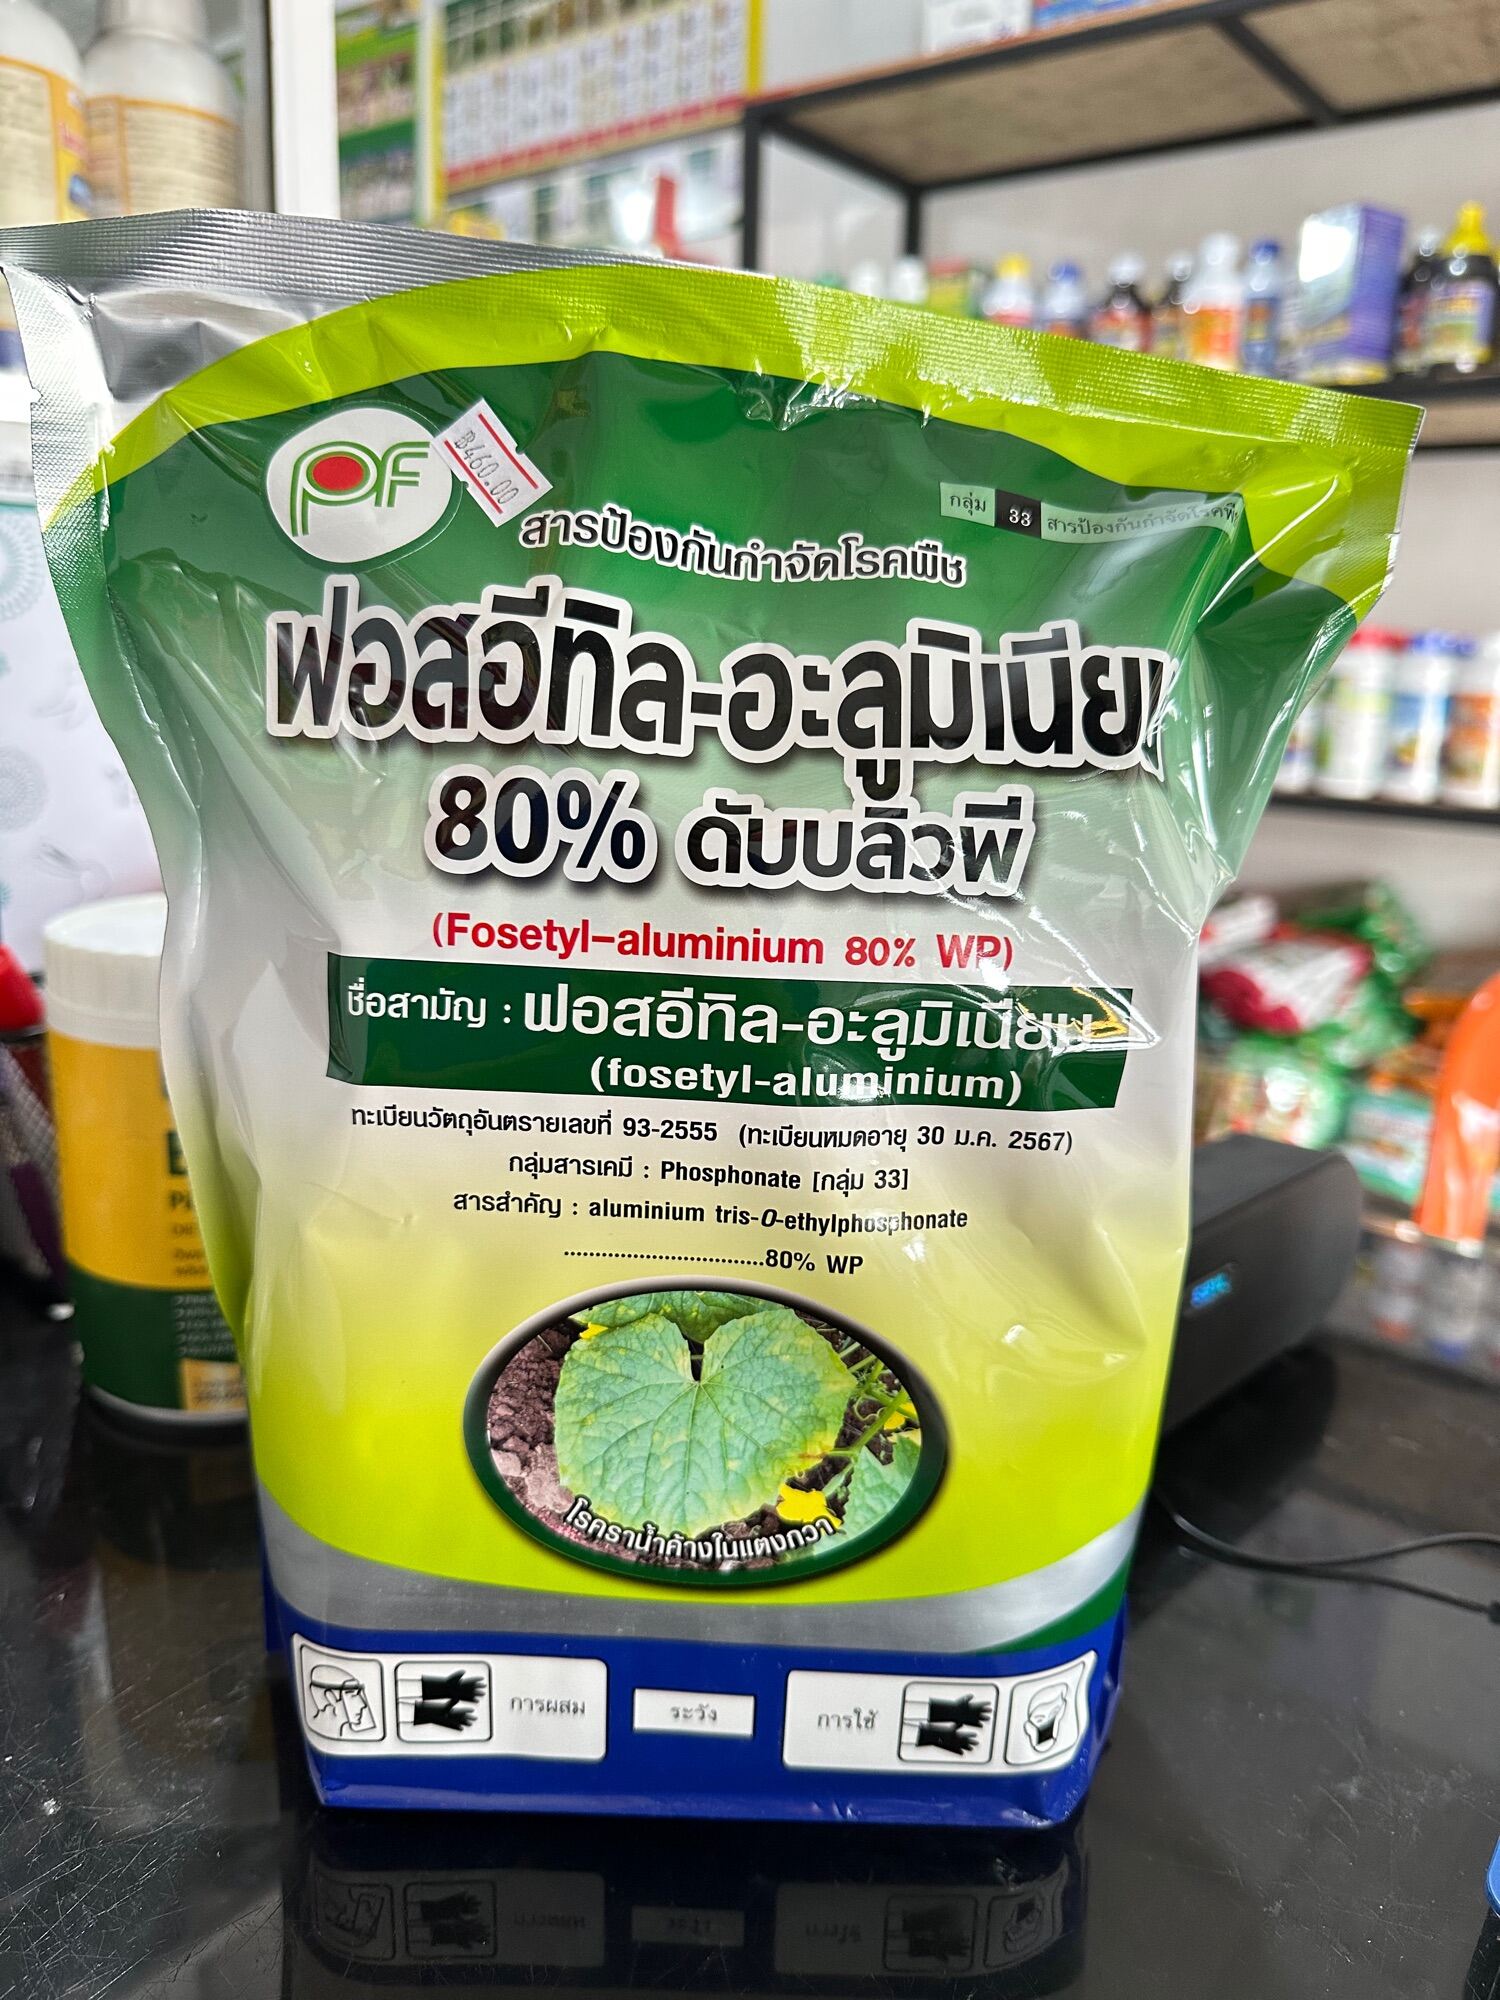 PF
฿460.00
กลุ่ม 33 สารป้องกันกำจัดโรคพืช
สารป้องกันกำจัดโรคพืช
ฟอสอีทิล-อะลูมิเนียม
80% ดับบลิวพี
(Fosetyl-aluminium 80% WP)
ชื่อสามัญ : ฟอสอีทิล-อะลูมิเนียม
(fosetyl-aluminium)
ทะเบียนวัตถุอันตรายเลขที่ 93-2555 (ทะเบียนหมดอายุ 30 ม.ค. 2567)
กลุ่มสารเคมี : Phosphonate [กลุ่ม 33]
สารสำคัญ : aluminium tris-O-ethylphosphonate
................................80% WP
โรคราน้ำค้างในแตงกวา
การผสม ระวัง การใช้